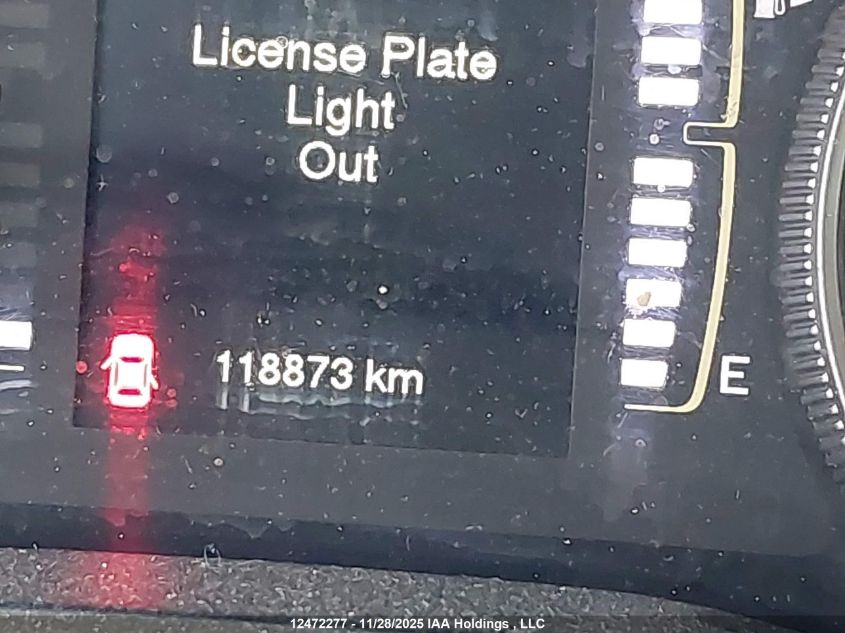 License Plate
Light
Out
118873 km
E
12472277 - 11/28/2025 IAA Holdings , LLC